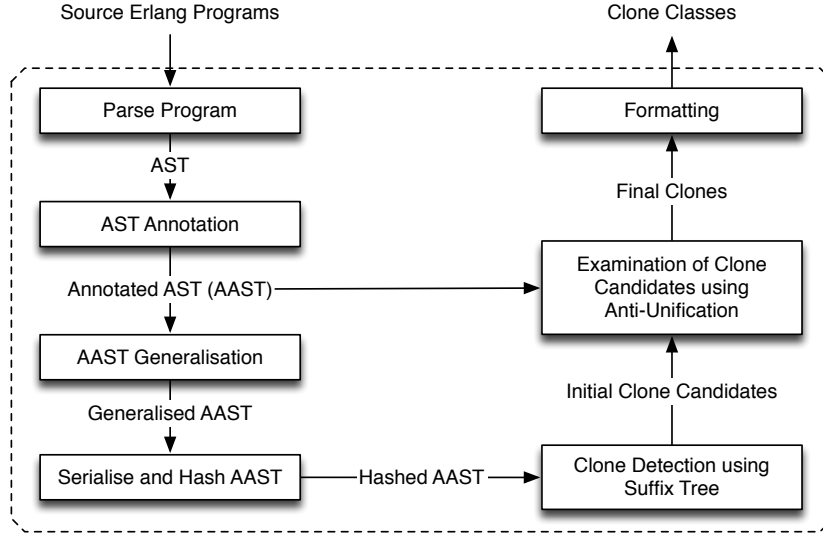 Source Erlang Programs
Clone Classes
Parse Program
Formatting
AST
Final Clones
AST Annotation
Examination of Clone
Candidates using
Anti-Unification
Annotated AST (AAST)
AAST Generalisation
Generalised AAST
Initial Clone Candidates
Serialise and Hash AAST
Hashed AAST
Clone Detection using
Suffix Tree